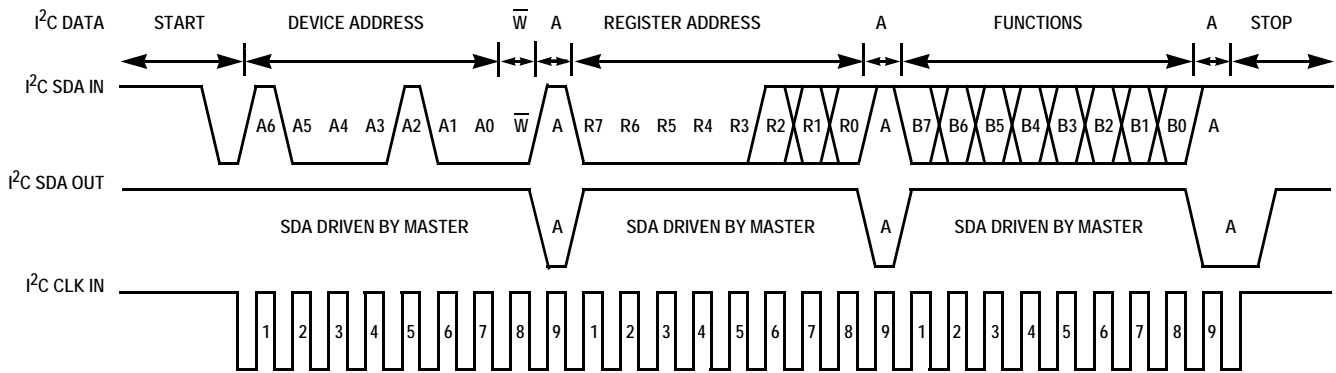 I²C DATA START DEVICE ADDRESS W̅ A REGISTER ADDRESS A FUNCTIONS A STOP
I²C SDA IN
A6 A5 A4 A3 A2 A1 A0 W̅ A R7 R6 R5 R4 R3 R2 R1 R0 A B7 B6 B5 B4 B3 B2 B1 B0 A
I²C SDA OUT
SDA DRIVEN BY MASTER A SDA DRIVEN BY MASTER A SDA DRIVEN BY MASTER A
I²C CLK IN
1 2 3 4 5 6 7 8 9 1 2 3 4 5 6 7 8 9 1 2 3 4 5 6 7 8 9